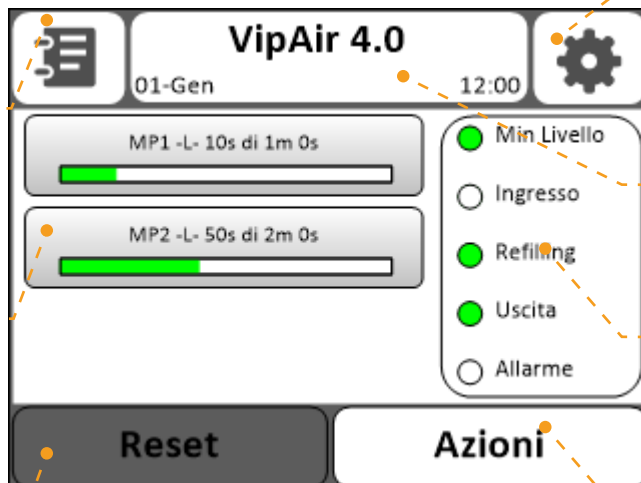 VipAir 4.0
01-Gen 12:00
MP1 -L- 10s di 1m 0s
MP2 -L- 50s di 2m 0s
Min Livello
Ingresso
Refilling
Uscita
Allarme
Reset
Azioni